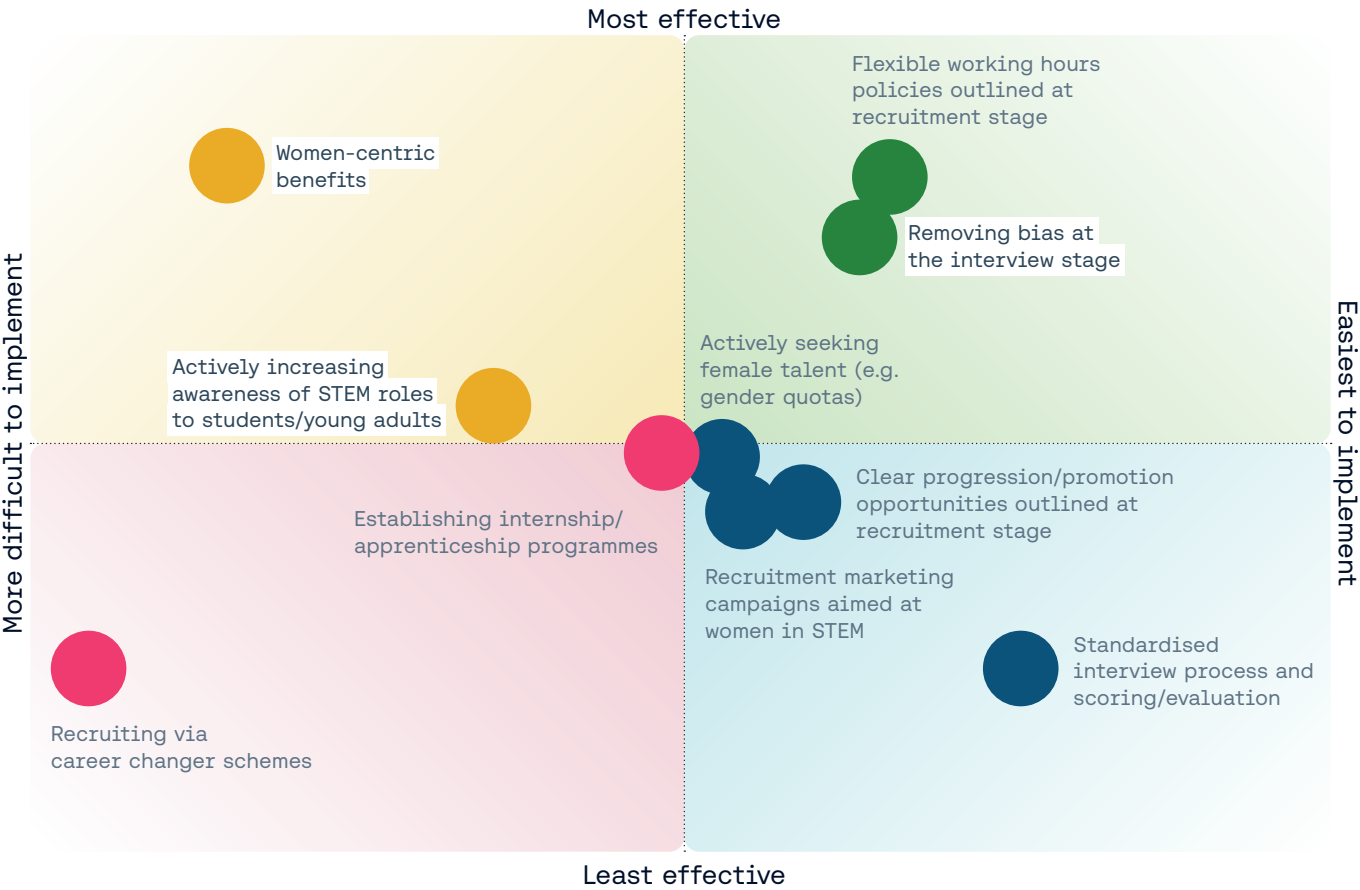 Most effective
Flexible working hours
policies outlined at
recruitment stage
Women-centric
benefits
Removing bias at
the interview stage
More difficult to implement
Easiest to implement
Actively increasing
awareness of STEM roles
to students/young adults
Actively seeking
female talent (e.g.
gender quotas)
Establishing internship/
apprenticeship programmes
Clear progression/promotion
opportunities outlined at
recruitment stage
Recruitment marketing
campaigns aimed at
women in STEM
Standardised
interview process and
scoring/evaluation
Recruiting via
career changer schemes
Least effective